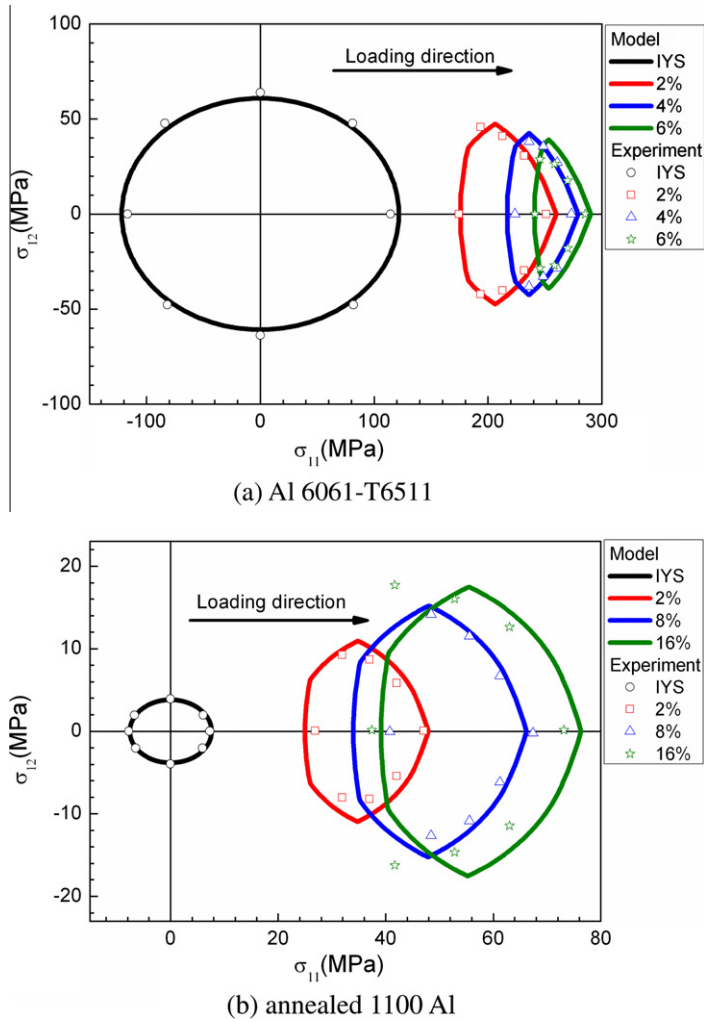 100
50
0
-50
-100
σ12(MPa)
-100 0 100 200 300
σ11(MPa)
Loading direction
Model
IYS
2%
4%
6%
Experiment
IYS
2%
4%
6%
(a) Al 6061-T6511
20
10
0
-10
-20
σ12(MPa)
0 20 40 60 80
σ11(MPa)
Loading direction
Model
IYS
2%
8%
16%
Experiment
IYS
2%
8%
16%
(b) annealed 1100 Al